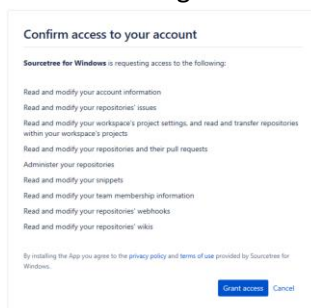 Confirm access to your account
Sourcetree for Windows is requesting access to the following:
Read and modify your account information
Read and modify your repositories' issues
Read and modify your workspace's project settings, and read and transfer repositories
within your workspace's projects
Read and modify your repositories and their pull requests
Administer your repositories
Read and modify your snippets
Read and modify your team membership information
Read and modify your repositories' webhooks
Read and modify your repositories' wikis
By installing the App you agree to the privacy policy and terms of use provided by Sourcetree for
Windows.
Grant access Cancel